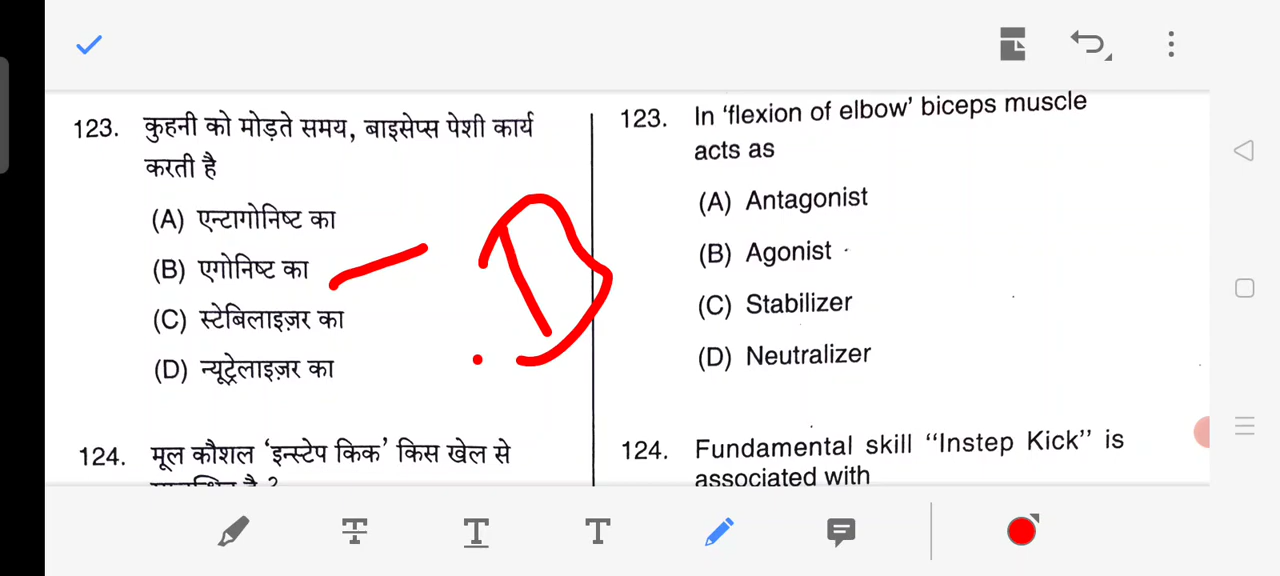 123. कुहनी को मोड़ते समय, बाइसेप्स पेशी कार्य
करती है
(A) एन्टागोनिष्ट का
(B) एगोनिष्ट का
(C) स्टेबिलाइज़र का
(D) न्यूट्रेलाइज़र का
124. मूल कौशल ‘इन्स्टेप किक’ किस खेल से
D
123. In ‘flexion of elbow’ biceps muscle
acts as
(A) Antagonist
(B) Agonist
(C) Stabilizer
(D) Neutralizer
124. Fundamental skill “Instep Kick” is
associated with
T T T